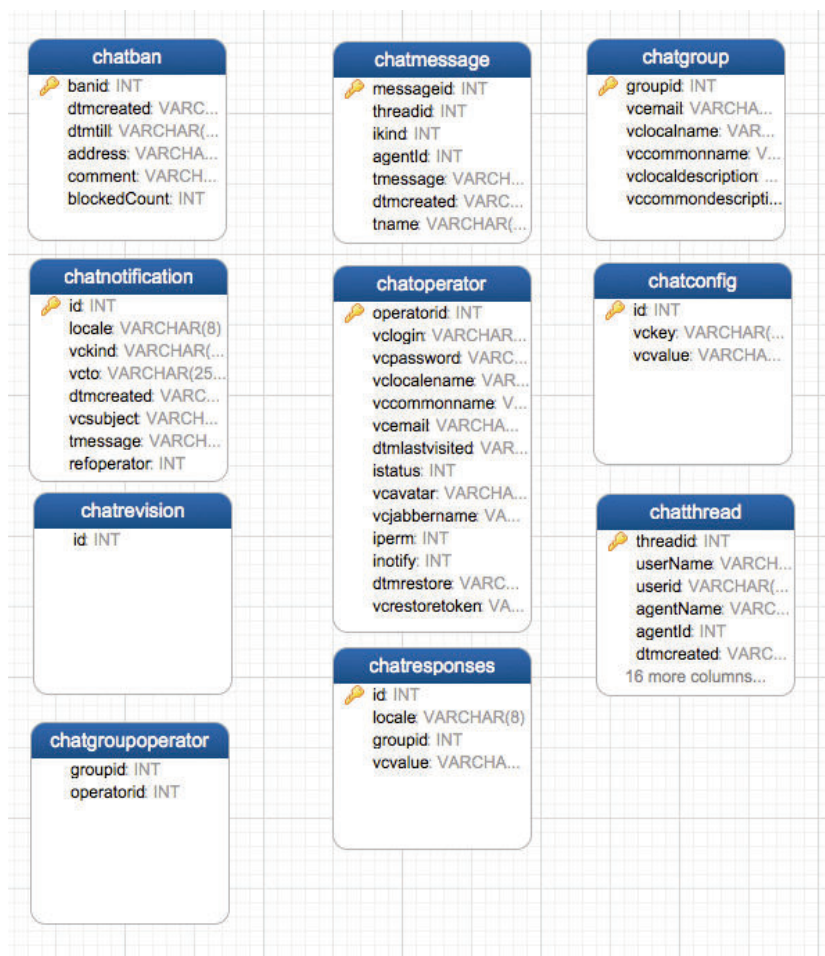 chatban
banid: INT
dtmcreated: VARC...
dtmtill: VARCHAR(...
address: VARCHA...
comment: VARCH...
blockedCount: INT
chatmessage
messageid: INT
threadid: INT
ikind: INT
agentId: INT
tmessage: VARCH...
dtmcreated: VARC...
tname: VARCHAR(...
chatgroup
groupid: INT
vcemail: VARCHA...
vclocalname: VAR...
vccommonname: V...
vclocaldescription: ...
vccommondescripti...
chatnotification
id: INT
locale: VARCHAR(8)
vckind: VARCHAR(...
vcto: VARCHAR(25...
dtmcreated: VARC...
vcsubject: VARCH...
tmessage: VARCH...
refoperator: INT
chatoperator
operatorid: INT
vclogin: VARCHAR...
vcpassword: VARC...
vclocalename: VAR...
vccommonname: V...
vcemail: VARCHA...
dtmlastvisited: VAR...
istatus: INT
vcavatar: VARCHA...
vcjabbername: VA...
iperm: INT
inotify: INT
dtmrestore: VARC...
vcrestoretoken: VA...
chatconfig
id: INT
vckey: VARCHAR(...
vcvalue: VARCHA...
chatrevision
id: INT
chatthread
threadid: INT
userName: VARCH...
userid: VARCHAR(...
agentName: VARC...
agentId: INT
dtmcreated: VARC...
16 more columns...
chatresponses
id: INT
locale: VARCHAR(8)
groupid: INT
vcvalue: VARCHA...
chatgroupoperator
groupid: INT
operatorid: INT